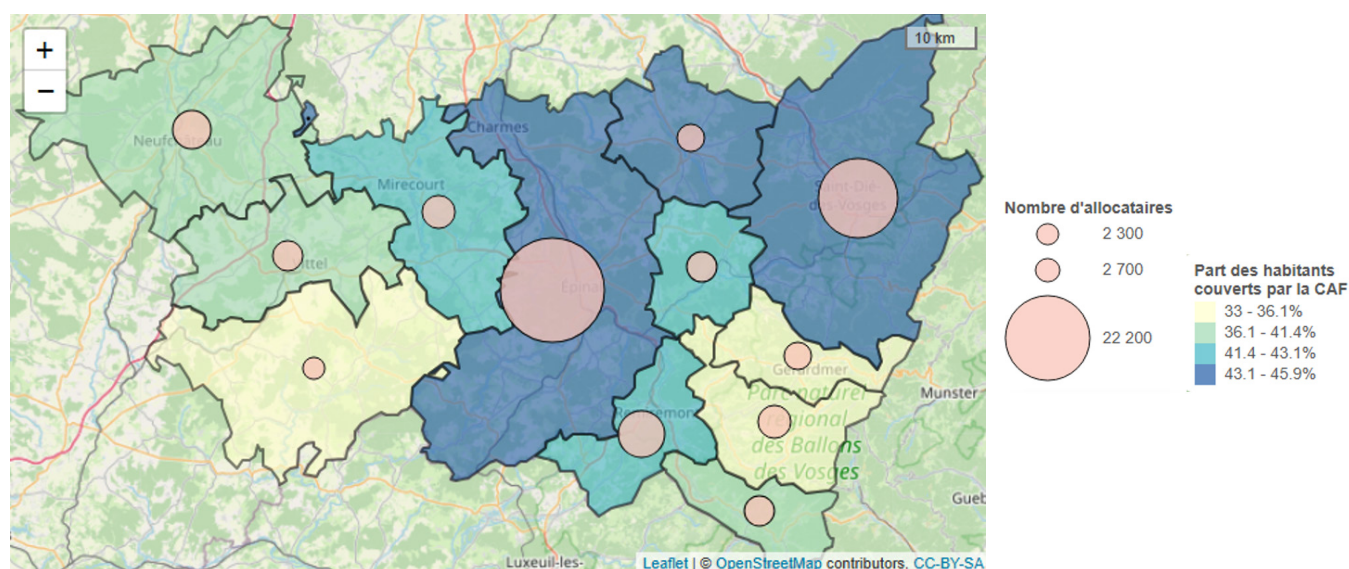 +
−
10 km
Charmes
Neufchâteau
Mirecourt
Saint-Dié-
des-Vosges
ittel
Épinal
Gérardmer
Munster
Parc naturel
Remiremont
régional
des Ballons
des Vosges
Gueb
Luxeuil-les-
Leaflet | © OpenStreetMap contributors, CC-BY-SA
Nombre d'allocataires
2 300
2 700
22 200
Part des habitants
couverts par la CAF
33 - 36.1%
36.1 - 41.4%
41.4 - 43.1%
43.1 - 45.9%